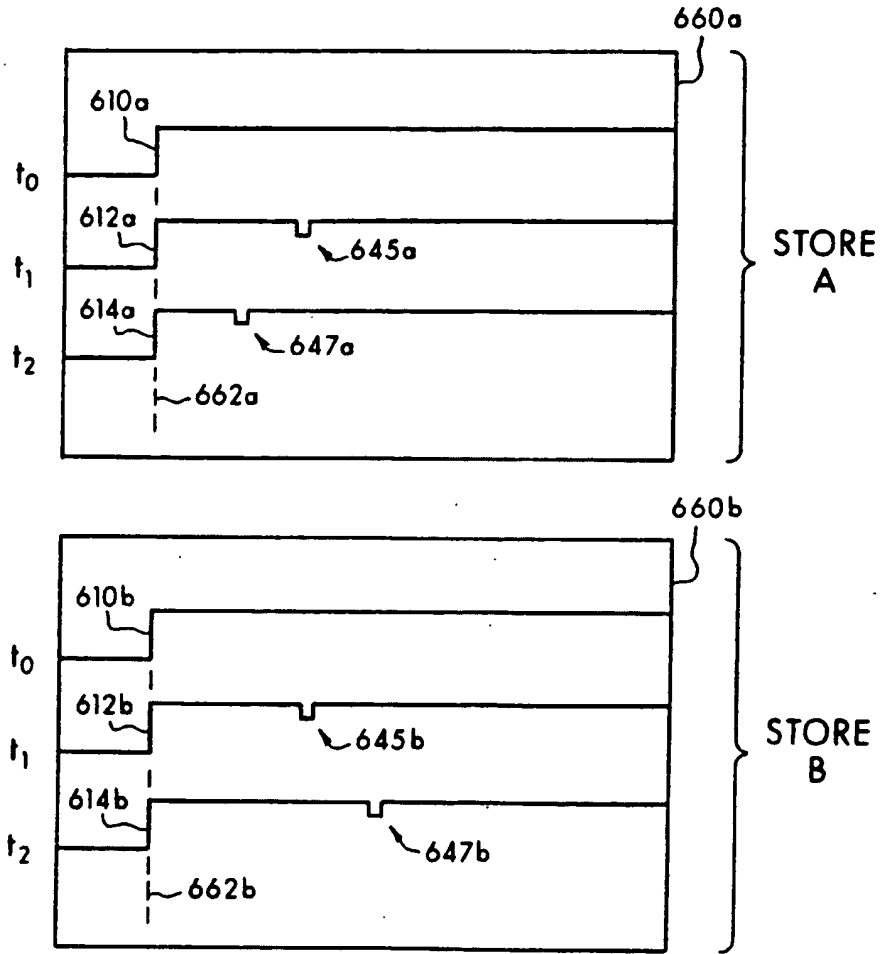 660a
610a
t₀
612a
645a
t₁
614a
647a
t₂
662a
STORE
A
660b
610b
t₀
612b
645b
t₁
614b
647b
t₂
662b
STORE
B